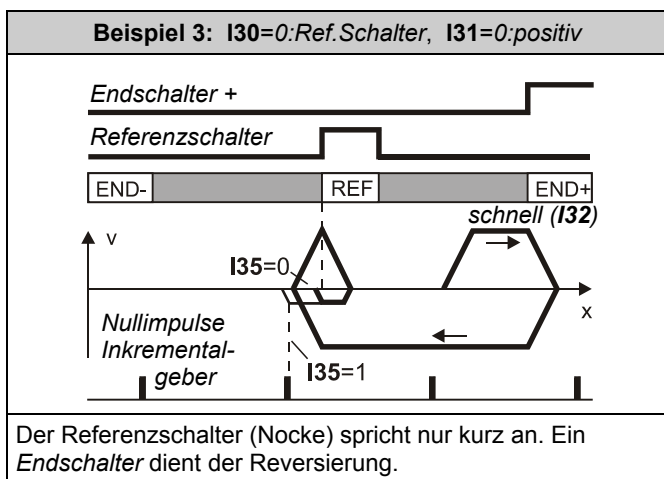 Beispiel 3: I30=0:Ref.Schalter, I31=0:positiv
Endschalter +
Referenzschalter
END-
REF
END+
schnell (I32)
v
I35=0
x
Nullimpulse
Inkremental-
geber
I35=1
Der Referenzschalter (Nocke) spricht nur kurz an. Ein
Endschalter dient der Reversierung.